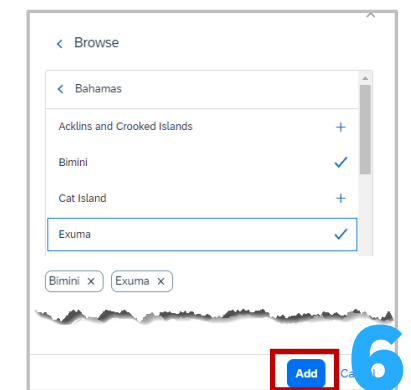 Browse
Bahamas
Acklins and Crooked Islands
Bimini
Cat Island
Exuma
Bimini x Exuma x
Add
6